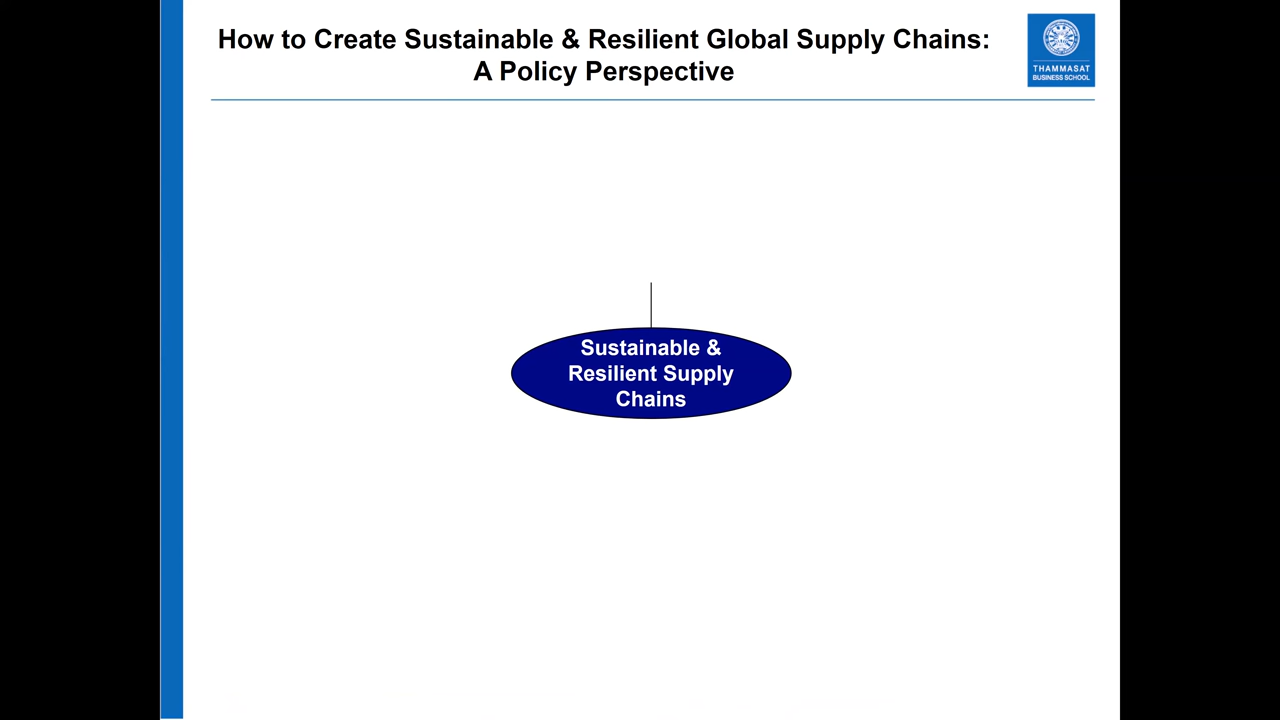 How to Create Sustainable & Resilient Global Supply Chains:
A Policy Perspective
THAMMASAT
BUSINESS SCHOOL
Sustainable &
Resilient Supply
Chains